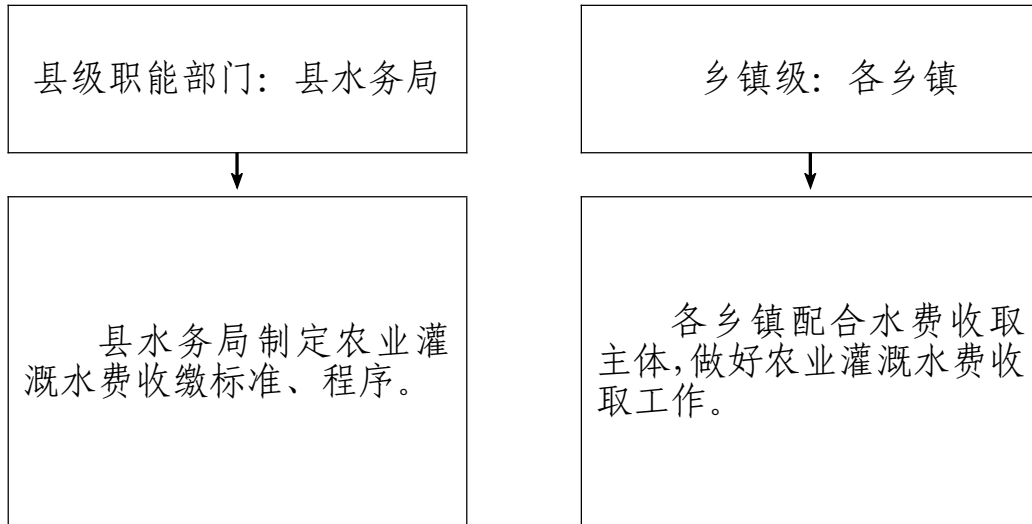 县级职能部门：县水务局
乡镇级：各乡镇
县水务局制定农业灌
溉水费收缴标准、程序。
各乡镇配合水费收取
主体，做好农业灌溉水费收
取工作。